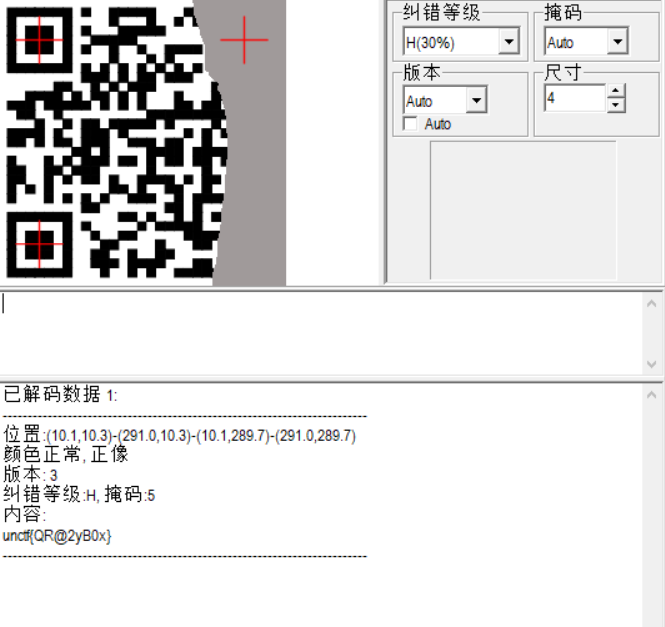 纠错等级
掩码
H(30%)
Auto
版本
尺寸
Auto
4
Auto
已解码数据 1:
位置:(10.1,10.3)-(291.0,10.3)-(10.1,289.7)-(291.0,289.7)
颜色正常, 正像
版本: 3
纠错等级:H, 掩码:5
内容:
unctf{QR@2yB0x}